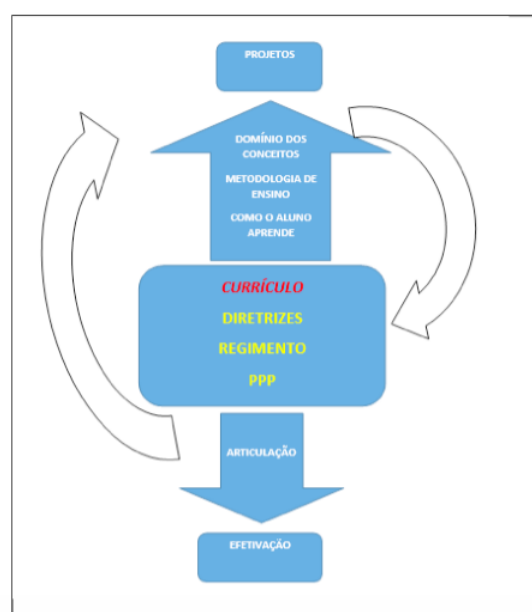 PROJETOS
DOMÍNIO DOS
CONCEITOS
METODOLOGIA DE
ENSINO
COMO O ALUNO
APRENDE
CURRÍCULO
DIRETRIZES
REGIMENTO
PPP
ARTICULAÇÃO
EFETIVAÇÃO